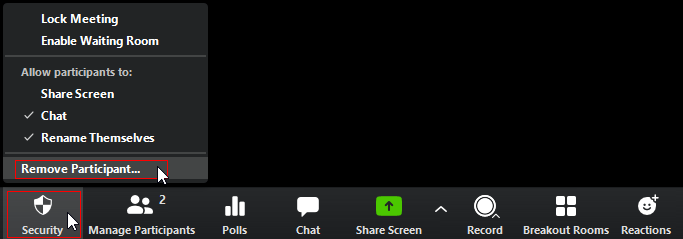 Lock Meeting
Enable Waiting Room
Allow participants to:
Share Screen
Chat
Rename Themselves
Remove Participant...
2
Security Manage Participants Polls Chat Share Screen Record Breakout Rooms Reactions